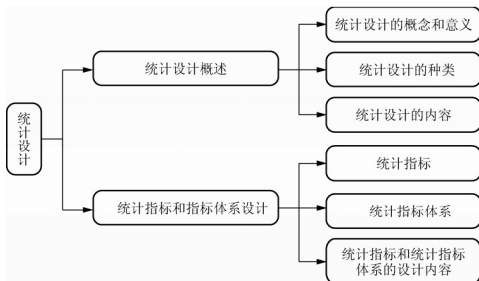 统计设计
统计设计概述
统计设计的概念和意义
统计设计的种类
统计设计的内容
统计指标和指标体系设计
统计指标
统计指标体系
统计指标和统计指标
体系的设计内容